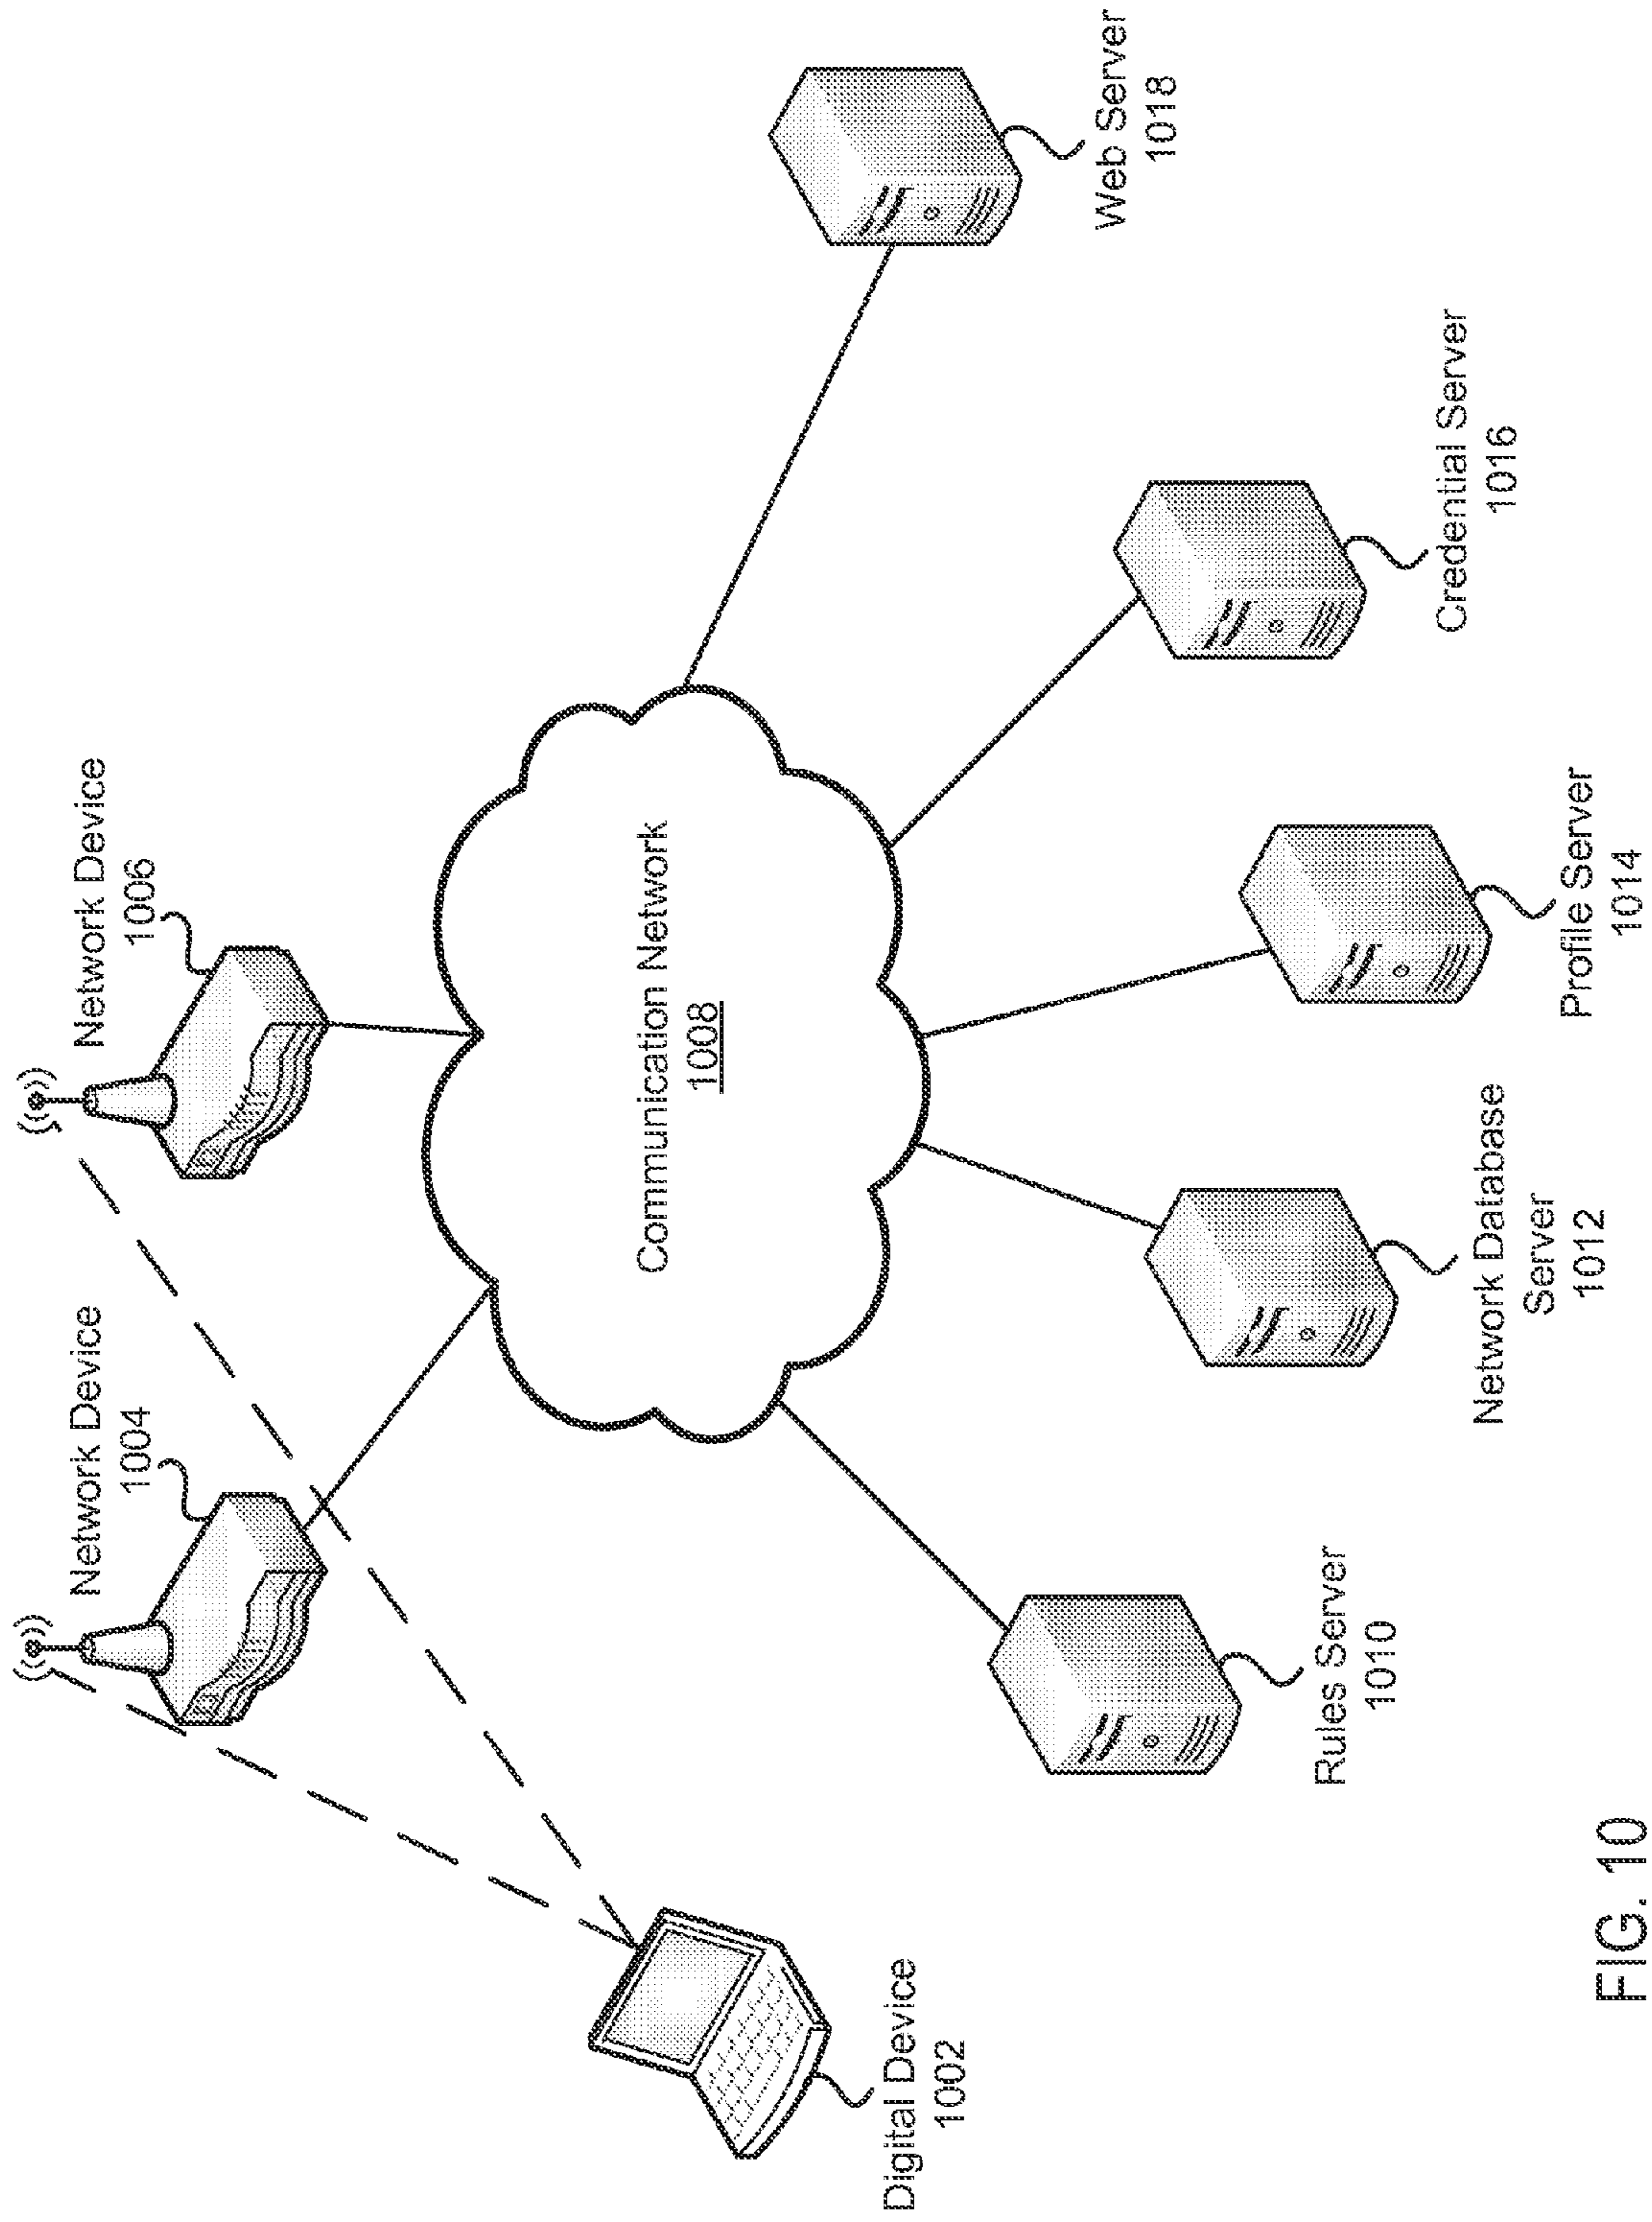 Network Device
1004
Network Device
1006
Communication Network
1008
Digital Device
1002
Rules Server
1010
Network Database
Server
1012
Profile Server
1014
Credential Server
1016
Web Server
1018
FIG. 10